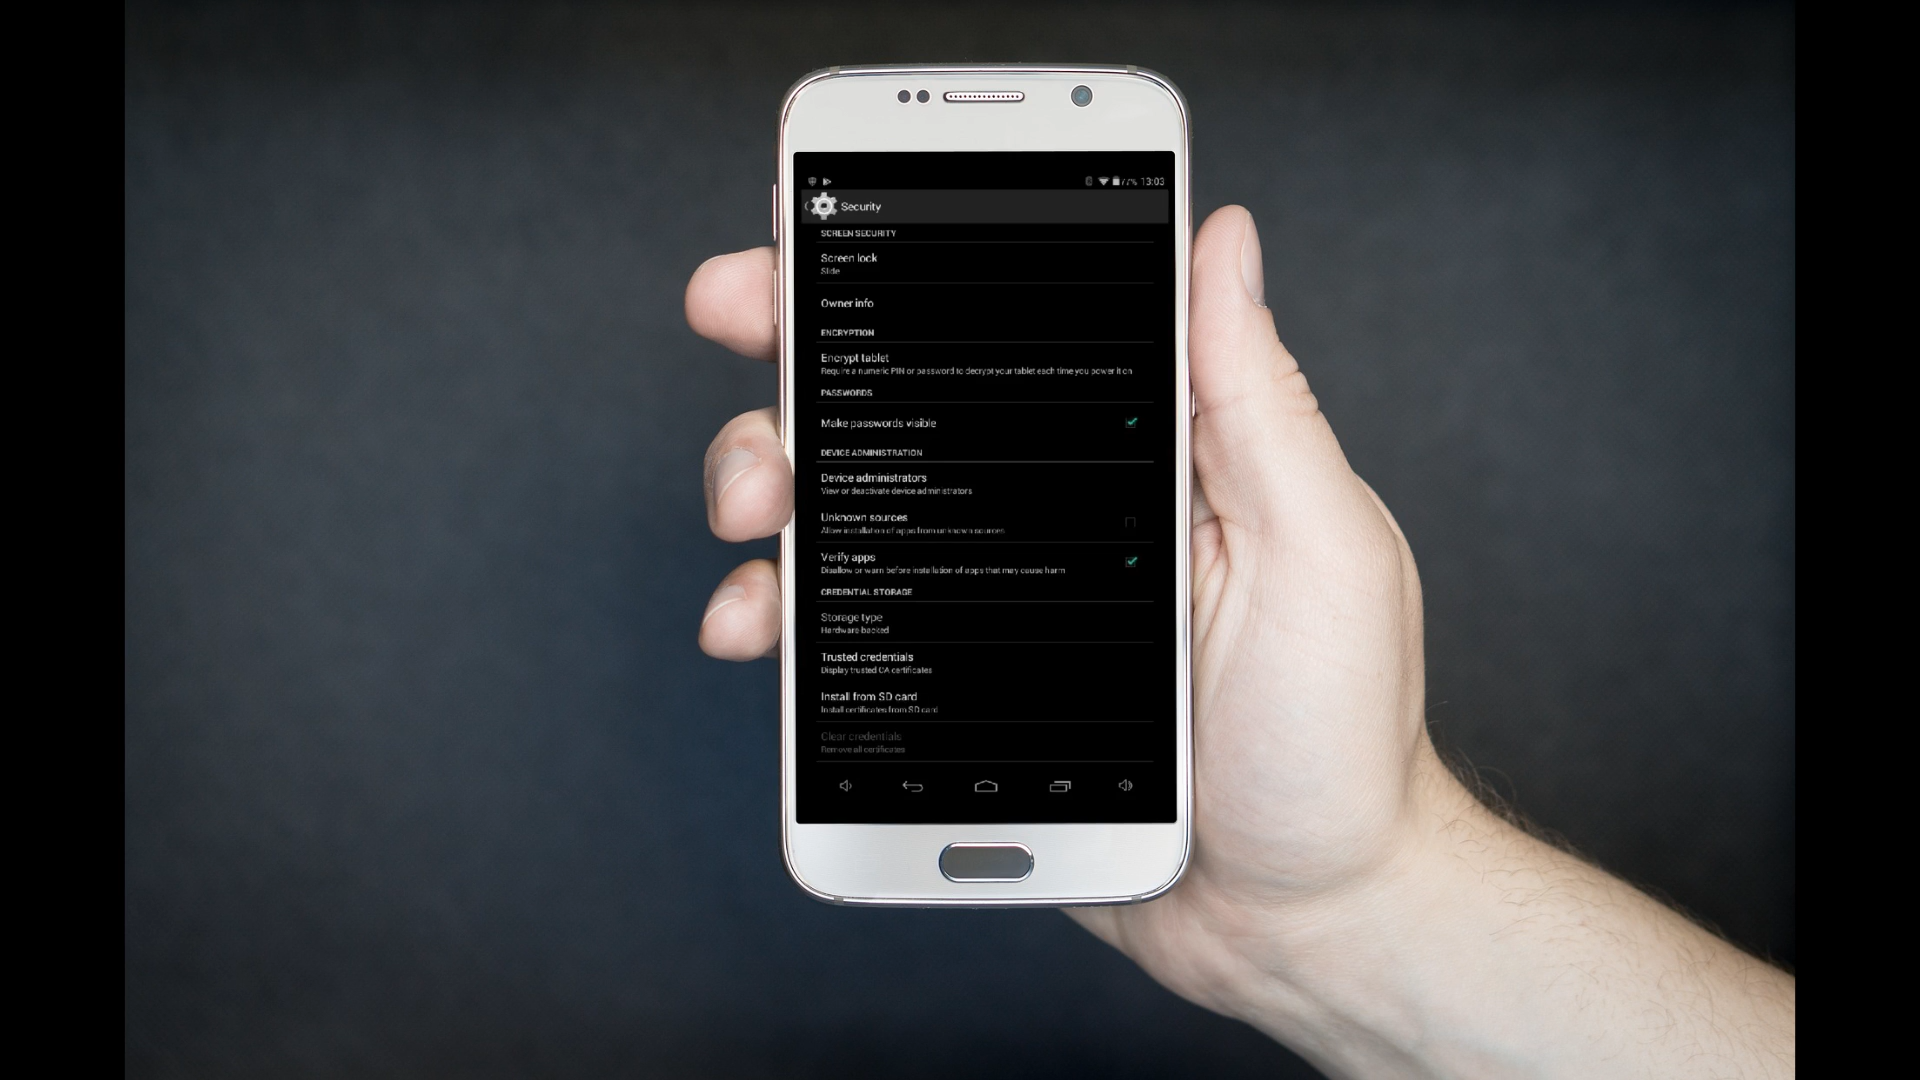 77% 13:03
Security
SCREEN SECURITY
Screen lock
Slide
Owner info
ENCRYPTION
Encrypt tablet
Require a numeric PIN or password to decrypt your tablet each time you power it on
PASSWORDS
Make passwords visible
DEVICE ADMINISTRATION
Device administrators
View or deactivate device administrators
Unknown sources
Allow installation of apps from unknown sources
Verify apps
Disallow or warn before installation of apps that may cause harm
CREDENTIAL STORAGE
Storage type
Hardware backed
Trusted credentials
Display trusted CA certificates
Install from SD card
Install certificates from SD card
Clear credentials
Remove all certificates